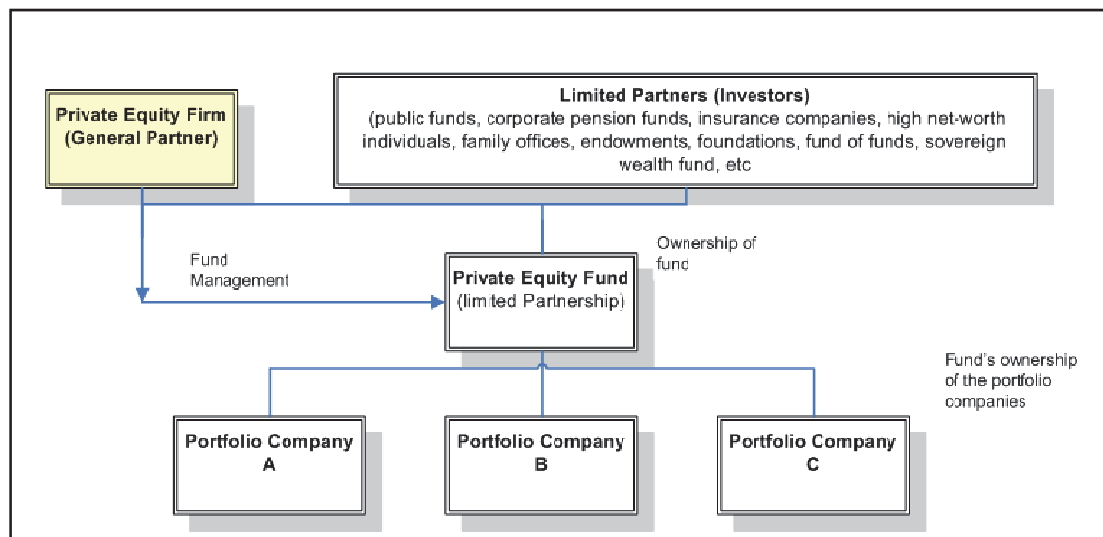 Private Equity Firm
(General Partner)
Limited Partners (Investors)
(public funds, corporate pension funds, insurance companies, high net-worth
individuals, family offices, endowments, foundations, fund of funds, sovereign
wealth fund, etc
Fund
Management
Ownership of
fund
Private Equity Fund
(limited Partnership)
Fund's ownership
of the portfolio
companies
Portfolio Company
A
Portfolio Company
B
Portfolio Company
C